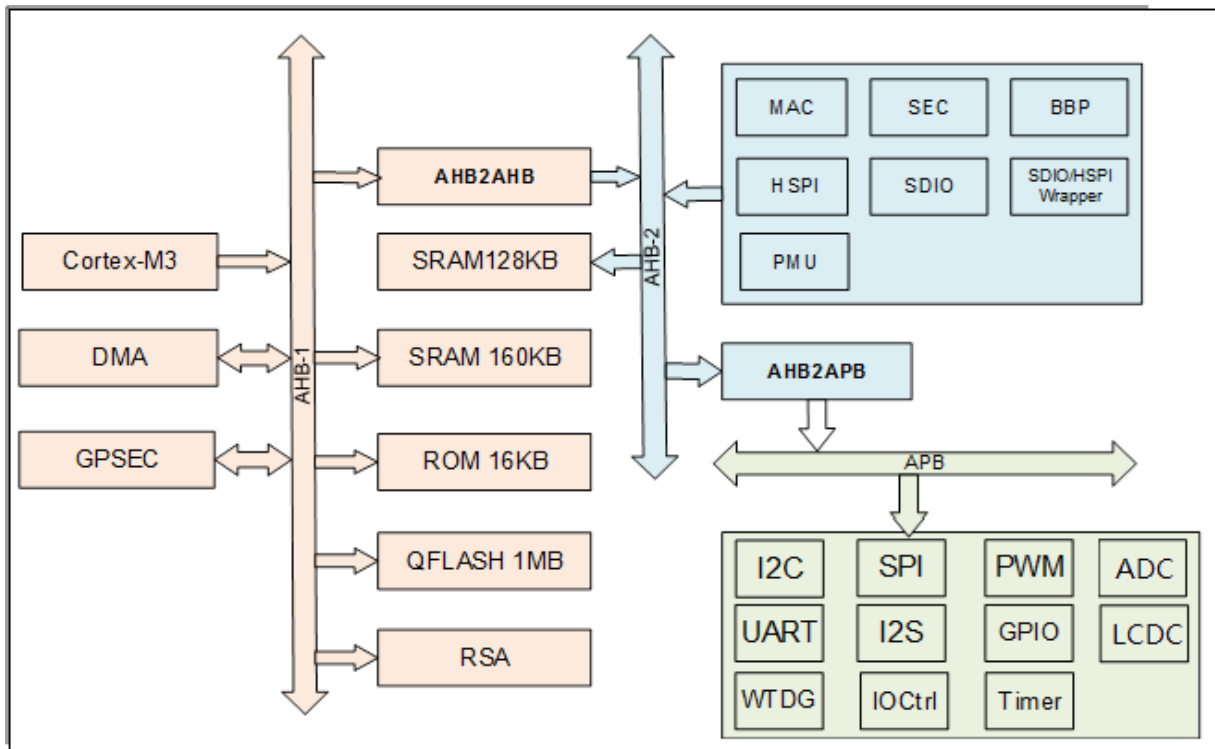 MAC
SEC
BBP
AHB2AHB
HSPI
SDIO
SDIO/HSPI
Wrapper
Cortex-M3
SRAM128KB
AHB-2
PMU
DMA
AHB-1
SRAM 160KB
AHB2APB
GPSEC
ROM 16KB
APB
QFLASH 1MB
I2C
SPI
PWM
ADC
UART
I2S
GPIO
LCDC
RSA
WTDG
IOCtrl
Timer